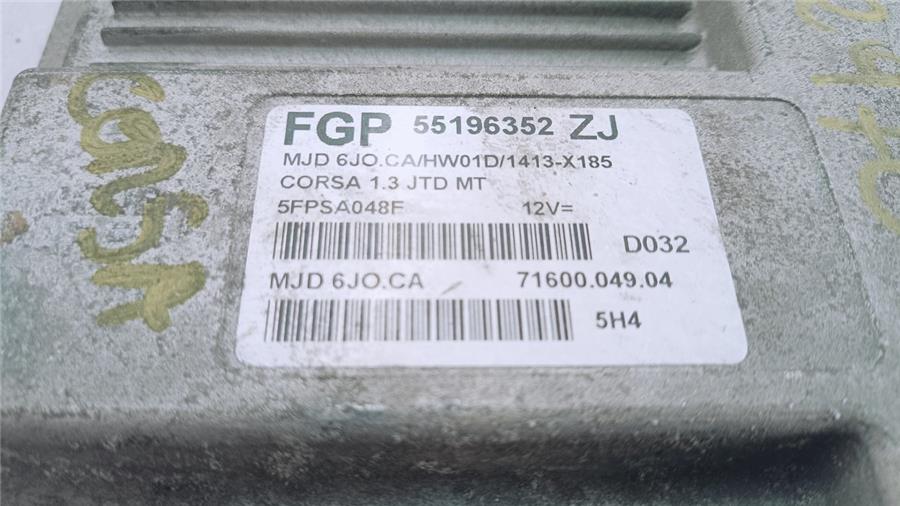 CORSA
FGP 55196352 ZJ
MJD 6JO.CA/HW01D/1413-X185
CORSA 1.3 JTD MT
5FPSA048F 12V=
D032
MJD 6JO.CA 71600.049.04
5H4